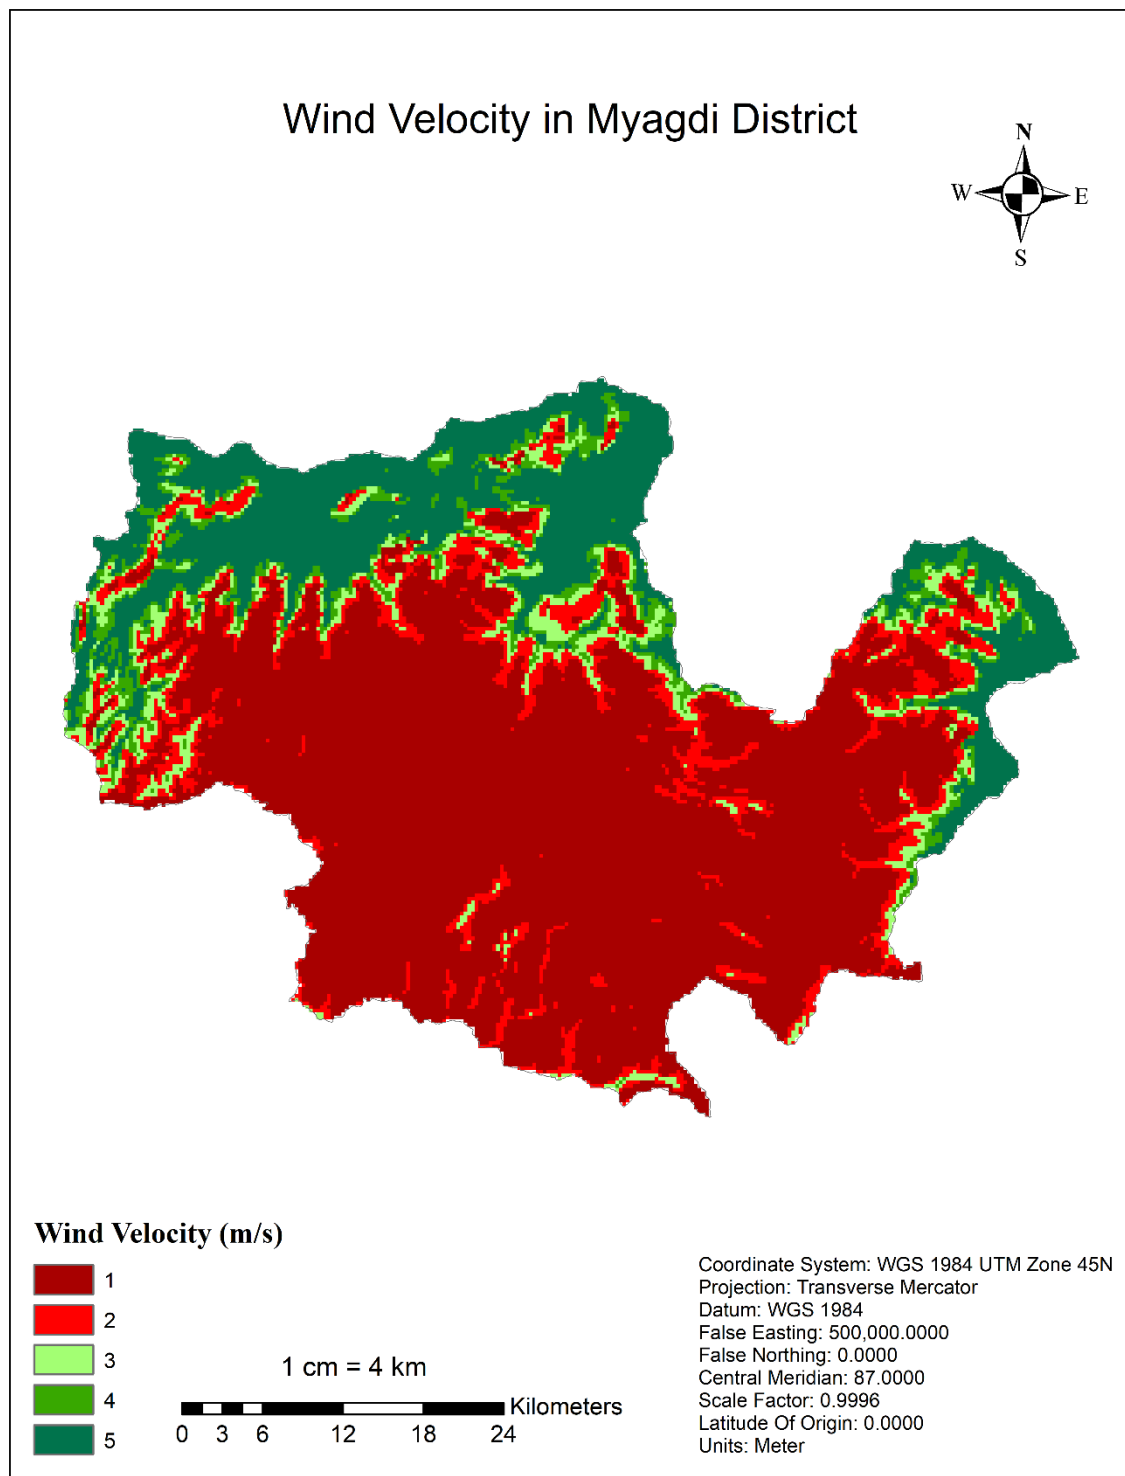 Wind Velocity in Myagdi District
N
W E
S
Wind Velocity (m/s)
1
2
3
4
5
1 cm = 4 km
Kilometers
0 3 6 12 18 24
Coordinate System: WGS 1984 UTM Zone 45N
Projection: Transverse Mercator
Datum: WGS 1984
False Easting: 500,000.0000
False Northing: 0.0000
Central Meridian: 87.0000
Scale Factor: 0.9996
Latitude Of Origin: 0.0000
Units: Meter